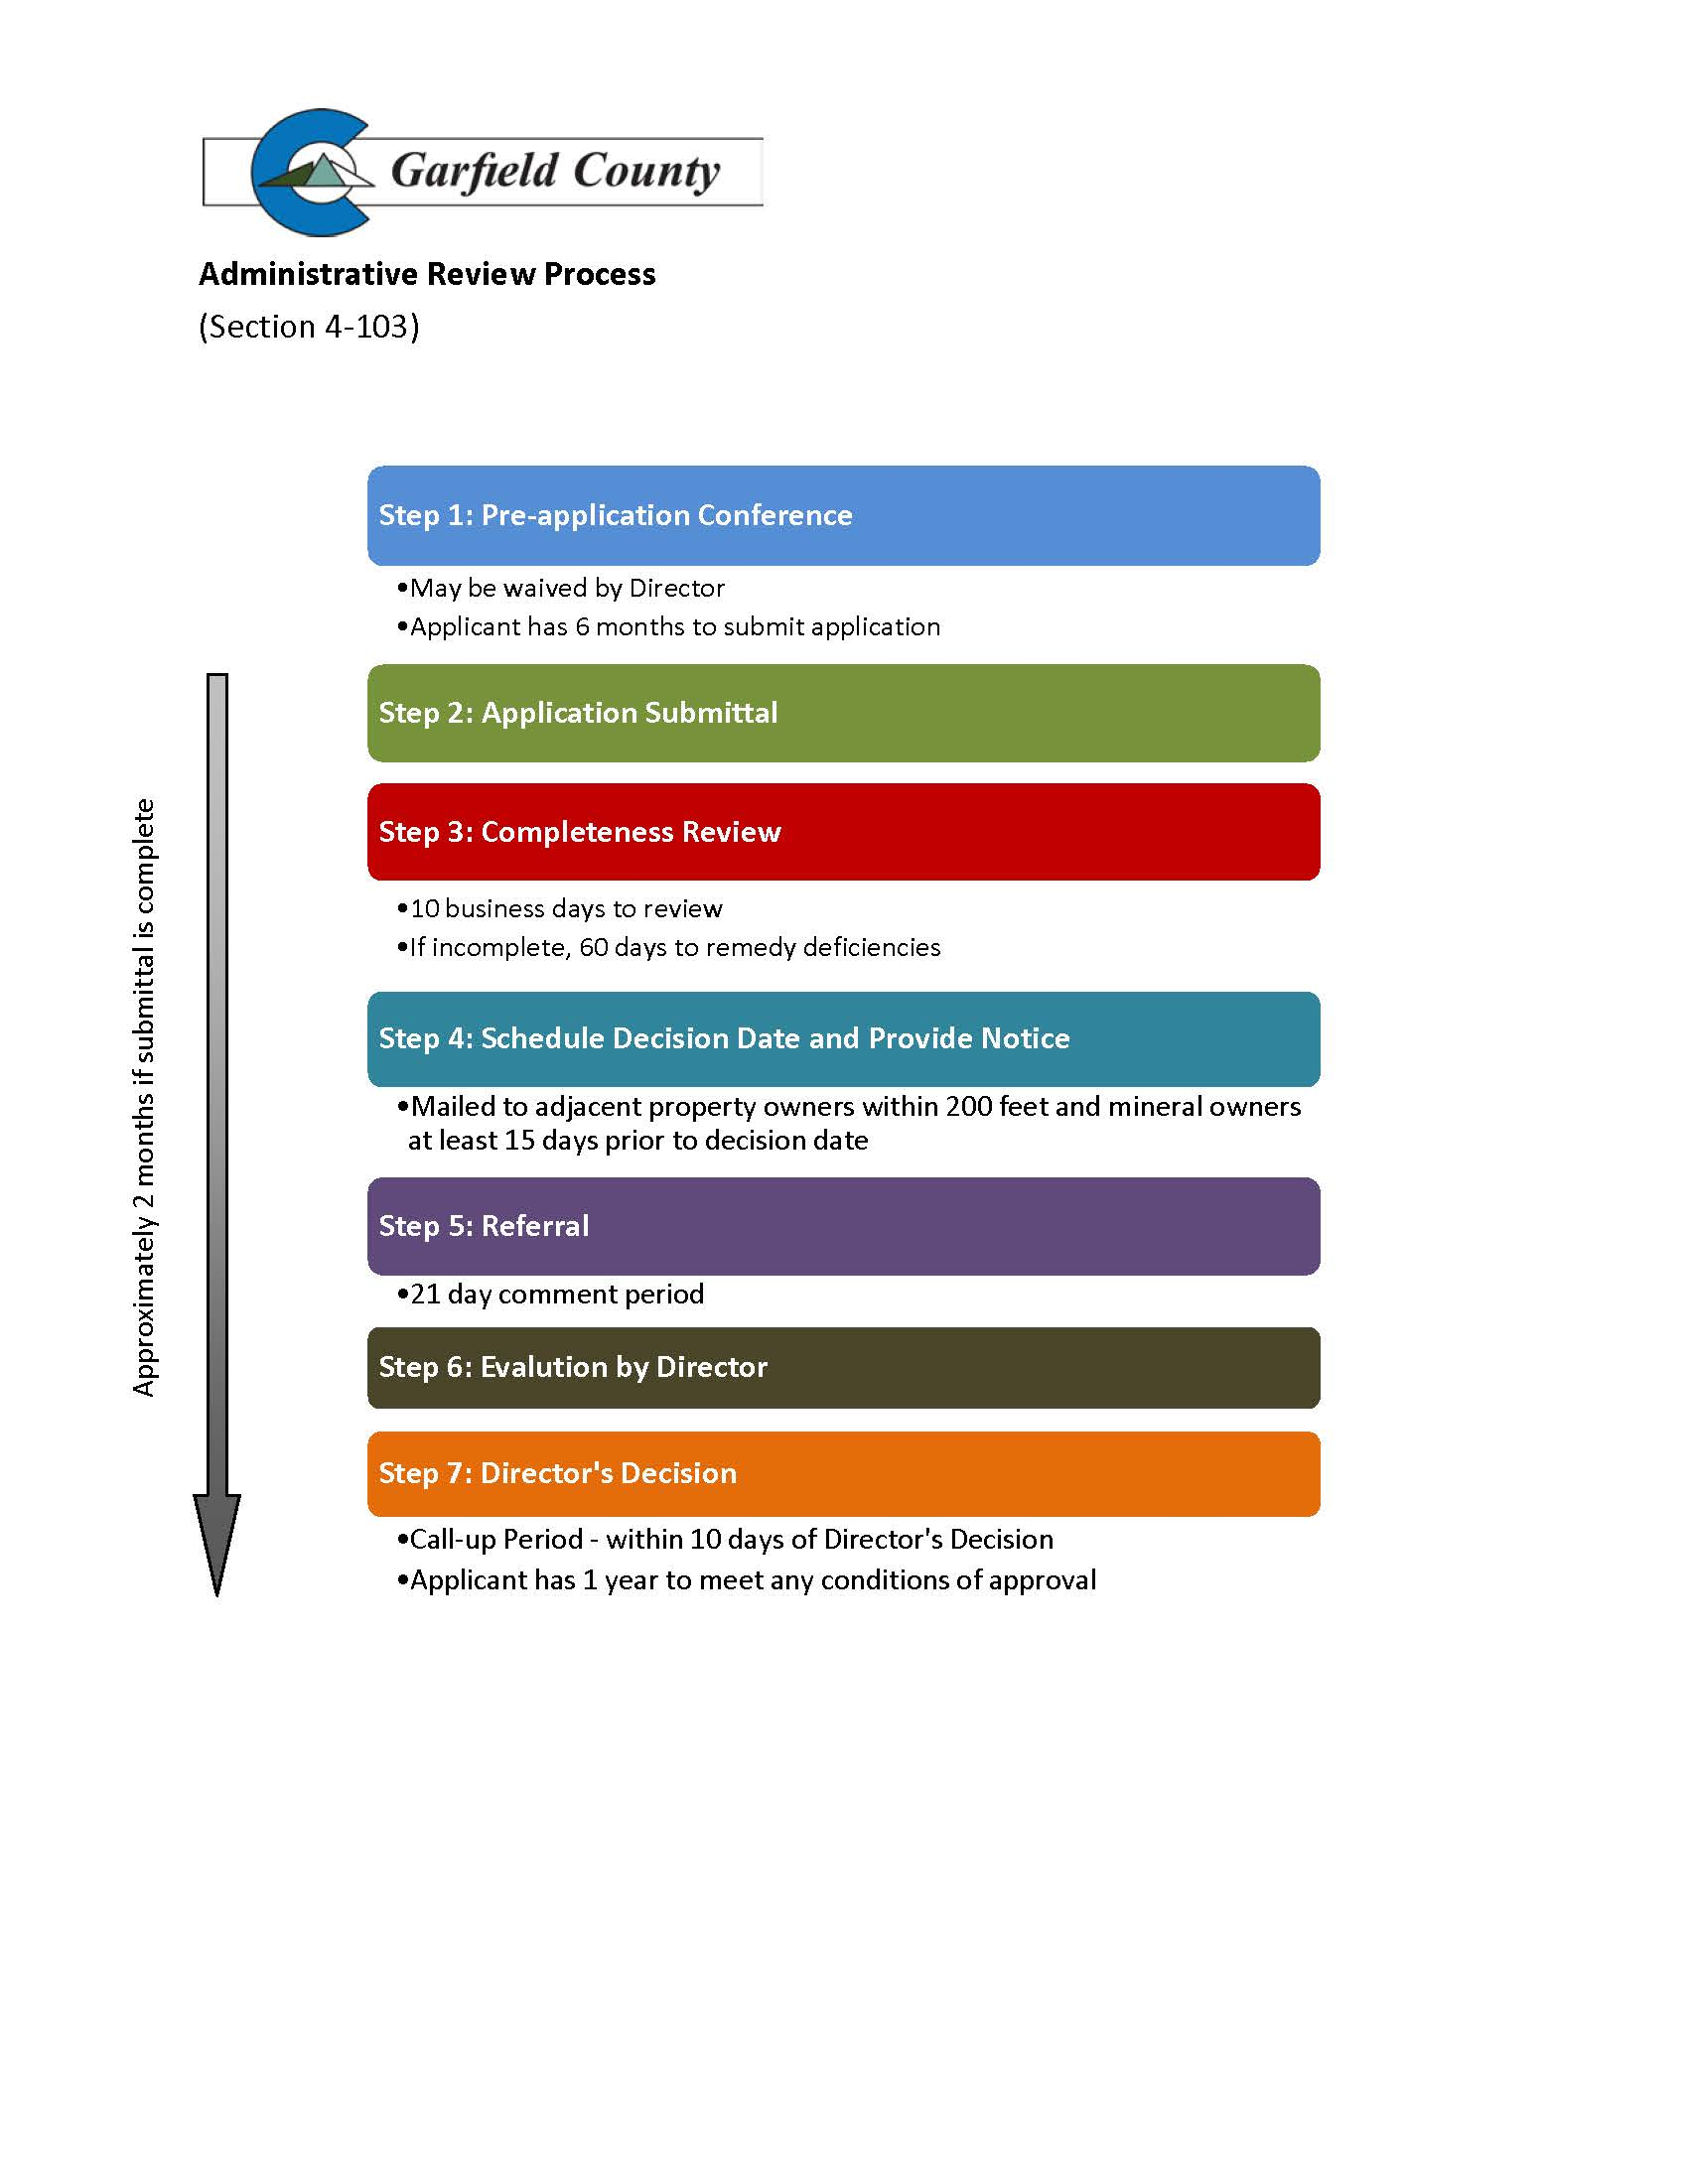 Garfield County
Administrative Review Process
(Section 4-103)
Step 1: Pre-application Conference
•May be waived by Director
•Applicant has 6 months to submit application
Step 2: Application Submittal
Step 3: Completeness Review
•10 business days to review
•If incomplete, 60 days to remedy deficiencies
Step 4: Schedule Decision Date and Provide Notice
•Mailed to adjacent property owners within 200 feet and mineral owners
at least 15 days prior to decision date
Step 5: Referral
•21 day comment period
Step 6: Evalution by Director
Step 7: Director's Decision
•Call-up Period - within 10 days of Director's Decision
•Applicant has 1 year to meet any conditions of approval
Approximately 2 months if submittal is complete